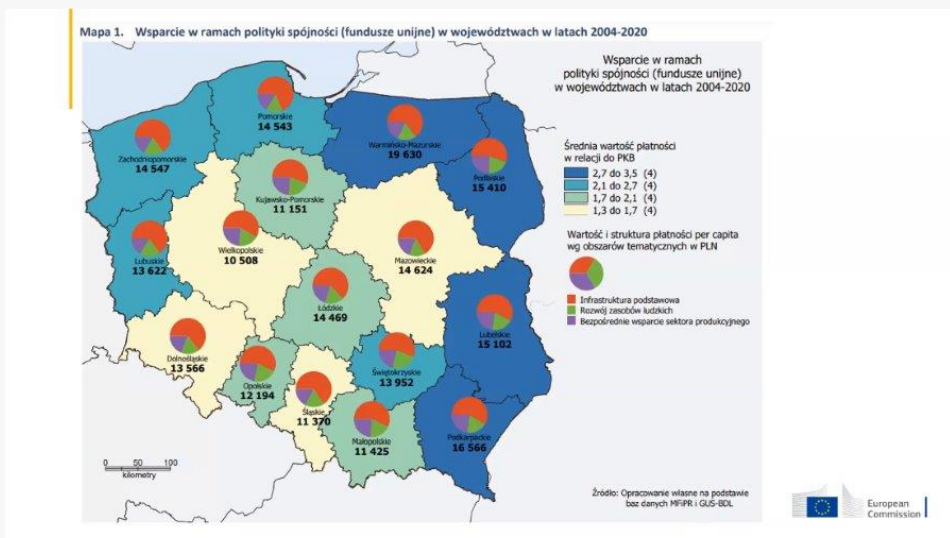 Mapa 1. Wsparcie w ramach polityki spójności (fundusze unijne) w województwach w latach 2004-2020
Wsparcie w ramach
polityki spójności (fundusze unijne)
w województwach w latach 2004-2020
Pomorskie
14 543
Zachodniopomorskie
14 547
Warmińsko-Mazurskie
19 630
Podlaskie
15 410
Kujawsko-Pomorskie
11 151
Wielkopolskie
10 508
Mazowieckie
14 624
Lubuskie
13 622
Łódzkie
14 469
Lubelskie
15 102
Dolnośląskie
13 566
Opolskie
12 194
Śląskie
11 370
Świętokrzyskie
13 952
Małopolskie
11 425
Podkarpackie
16 566
Średnia wartość płatności
w relacji do PKB
2,7 do 3,5 (4)
2,1 do 2,7 (4)
1,7 do 2,1 (4)
1,3 do 1,7 (4)
Wartość i struktura płatności per capita
wg obszarów tematycznych w PLN
Infrastruktura podstawowa
Rozwój zasobów ludzkich
Bezpośrednie wsparcie sektora produkcyjnego
0 50 100
kilometry
Źródło: Opracowanie własne na podstawie
baz danych MFiPR i GUS-BDL
European
Commission